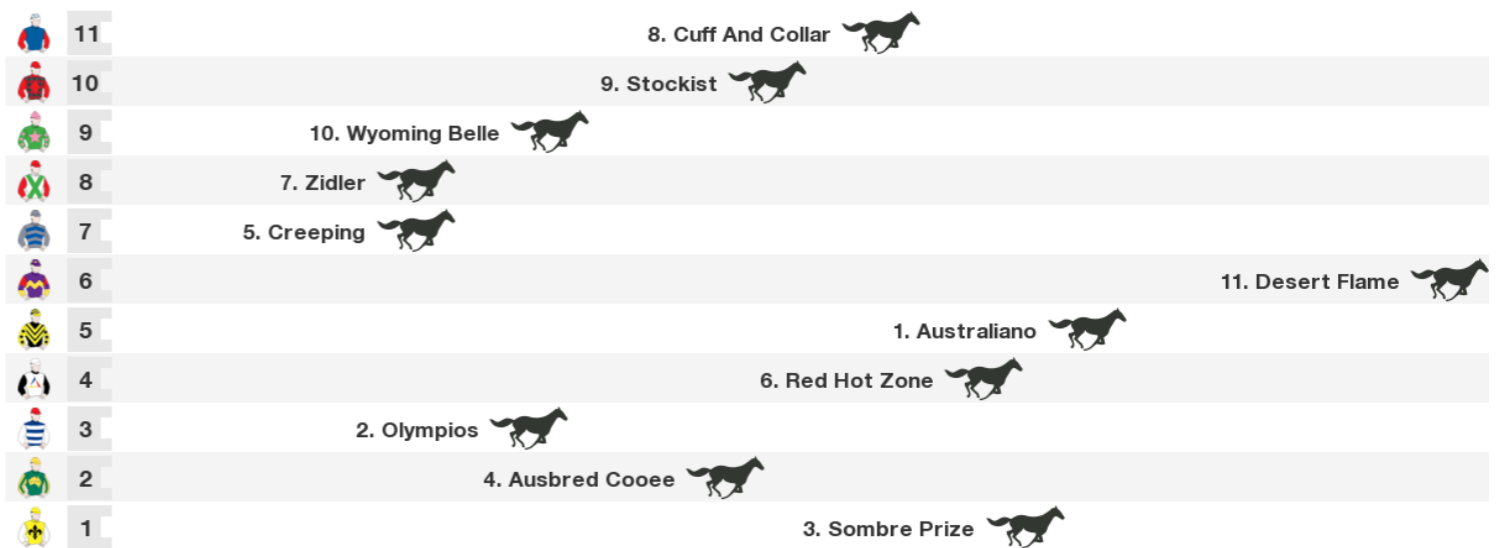 11 8. Cuff And Collar
10 9. Stockist
9 10. Wyoming Belle
8 7. Zidler
7 5. Creeping
6 11. Desert Flame
5 1. Australiano
4 6. Red Hot Zone
3 2. Olympios
2 4. Ausbred Cooee
1 3. Sombre Prize